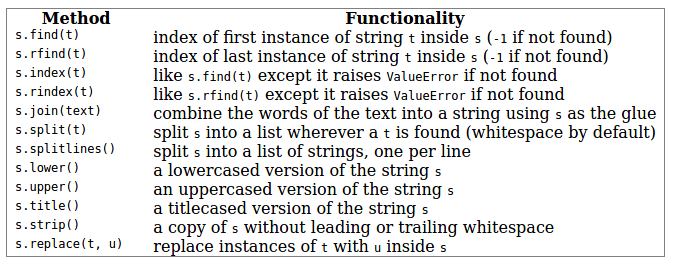 Method Functionality
s.find(t) index of first instance of string t inside s (-1 if not found)
s.rfind(t) index of last instance of string t inside s (-1 if not found)
s.index(t) like s.find(t) except it raises ValueError if not found
s.rindex(t) like s.rfind(t) except it raises ValueError if not found
s.join(text) combine the words of the text into a string using s as the glue
s.split(t) split s into a list wherever a t is found (whitespace by default)
s.splitlines() split s into a list of strings, one per line
s.lower() a lowercased version of the string s
s.upper() an uppercased version of the string s
s.title() a titlecased version of the string s
s.strip() a copy of s without leading or trailing whitespace
s.replace(t, u) replace instances of t with u inside s